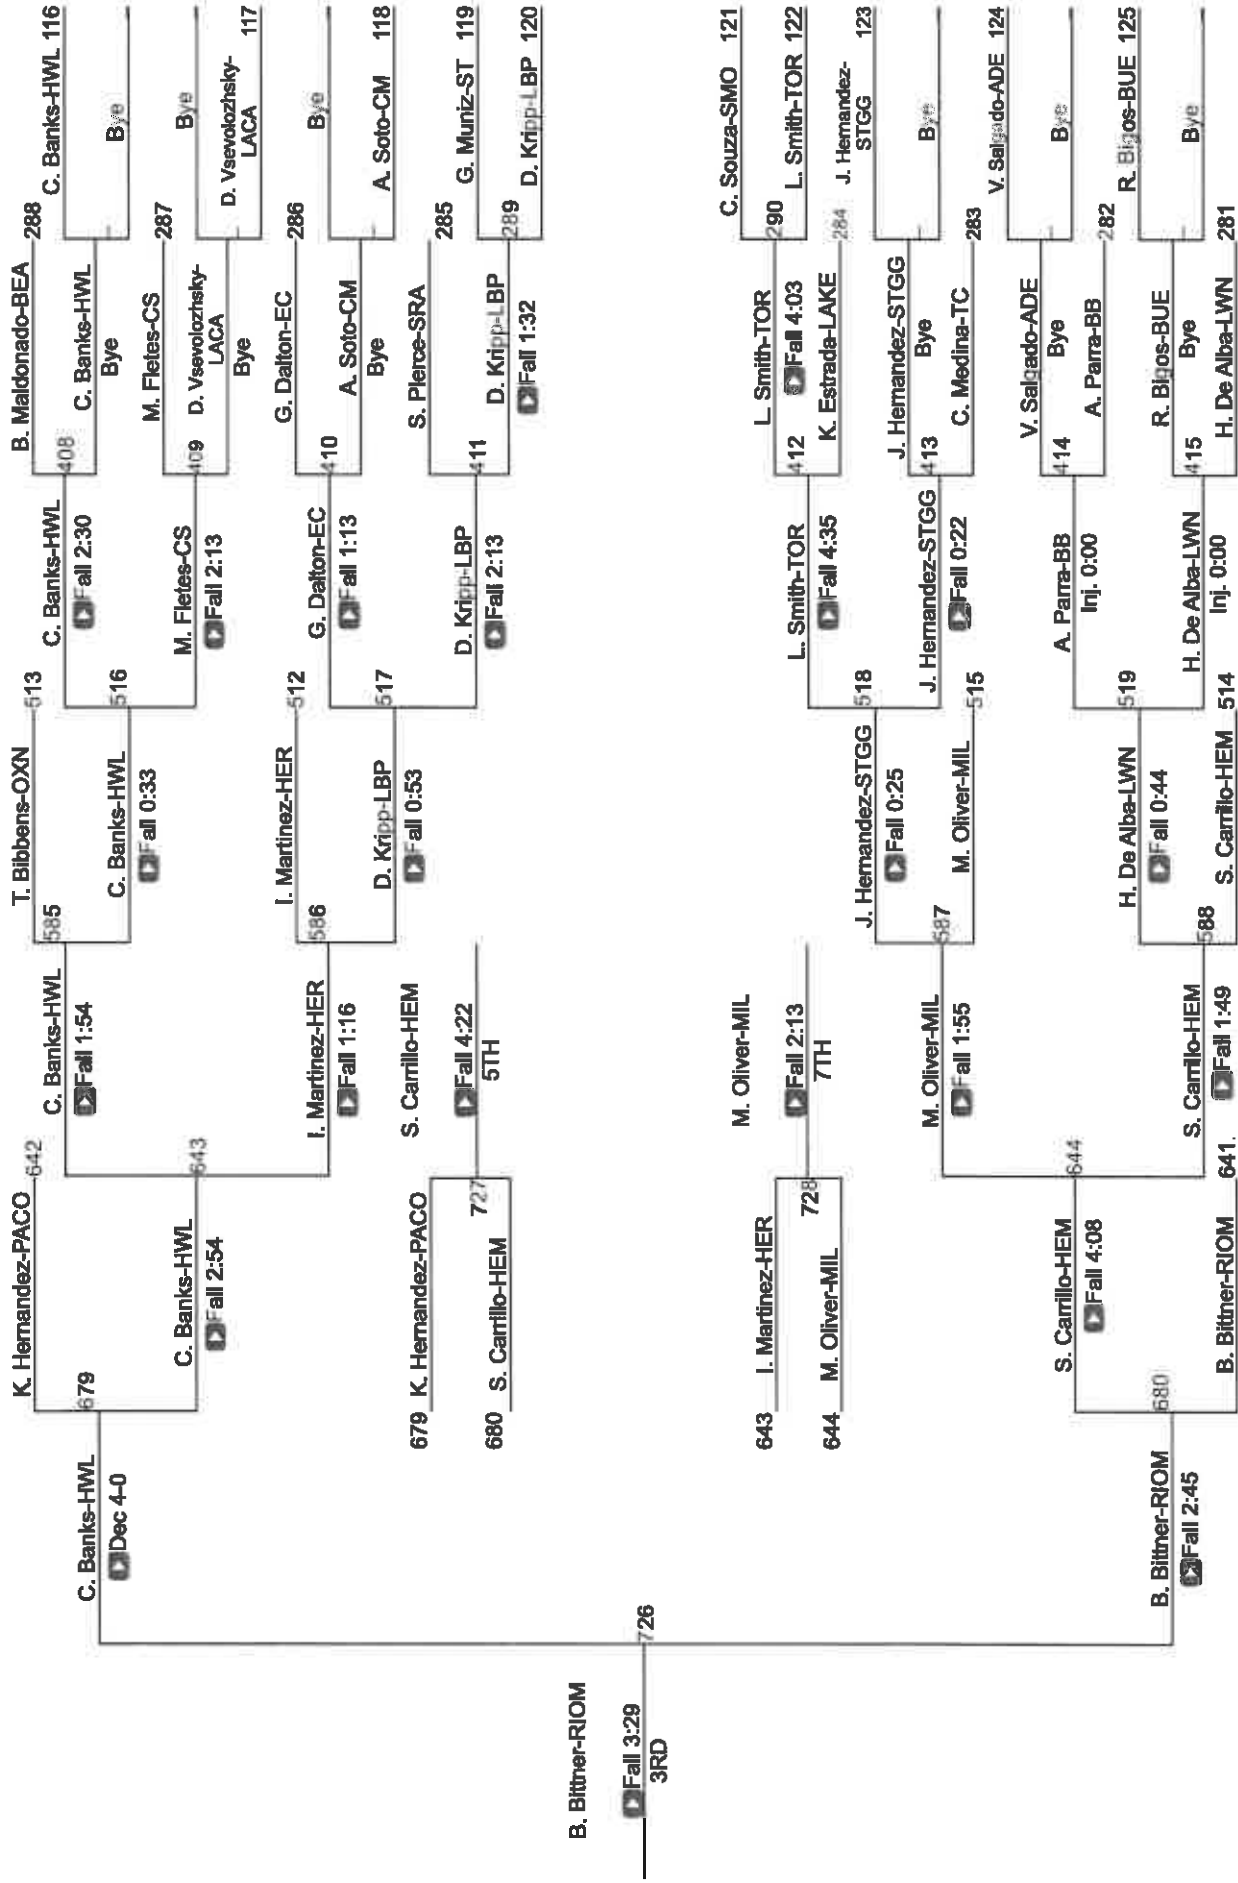 C. Banks-HWL 116
Bye
Bye
D. Vsevolozhsky-
LACA
117
Bye
A. Soto-CM 118
G. Muniz-ST 119
D. Kripp-LBP 120
C. Souza-SMO 121
L. Smith-TOR 122
J. Hernandez-
STGG
123
Bye
V. Salgado-ADE 124
Bye
R. Bigos-BUE 125
Bye
B. Maldonado-BEA 288
C. Banks-HWL
Bye
M. Fletes-CS 287
D. Vsevolozhsky-
LACA
Bye
G. Dalton-EC 286
A. Soto-CM
Bye
S. Pierce-SRA 285
289
D. Kripp-LBP
Fall 1:32
290
L. Smith-TOR
Fall 4:03
K. Estrada-LAKE 284
J. Hernandez-STGG
Bye
C. Medina-TC 283
V. Salgado-ADE
Bye
A. Parra-BB 282
R. Bigos-BUE
Bye
H. De Alba-LWN 281
408
C. Banks-HWL
Fall 2:30
409
M. Fletes-CS
Fall 2:13
410
G. Dalton-EC
Fall 1:13
411
D. Kripp-LBP
Fall 2:13
412
L. Smith-TOR
Fall 4:35
413
J. Hernandez-STGG
Fall 0:22
414
A. Parra-BB
Inj. 0:00
415
H. De Alba-LWN
Inj. 0:00
T. Bibbens-OXN 513
516
C. Banks-HWL
Fall 0:33
I. Martinez-HER 512
517
D. Kripp-LBP
Fall 0:53
518
J. Hernandez-STGG
Fall 0:25
M. Oliver-MIL 515
519
H. De Alba-LWN
Fall 0:44
S. Carrillo-HEM 514
585
C. Banks-HWL
Fall 1:54
586
I. Martinez-HER
Fall 1:16
S. Carrillo-HEM
Fall 4:22
5TH
M. Oliver-MIL
Fall 2:13
7TH
587
M. Oliver-MIL
Fall 1:55
588
S. Carrillo-HEM
Fall 1:49
K. Hernandez-PACO 642
643
C. Banks-HWL
Fall 2:54
679 K. Hernandez-PACO
727
680 S. Carrillo-HEM
643 I. Martinez-HER
728
644 M. Oliver-MIL
644
S. Carrillo-HEM
Fall 4:08
B. Bittner-RIOM 641
679
C. Banks-HWL
Dec 4-0
680
B. Bittner-RIOM
Fall 2:45
726
B. Bittner-RIOM
Fall 3:29
3RD